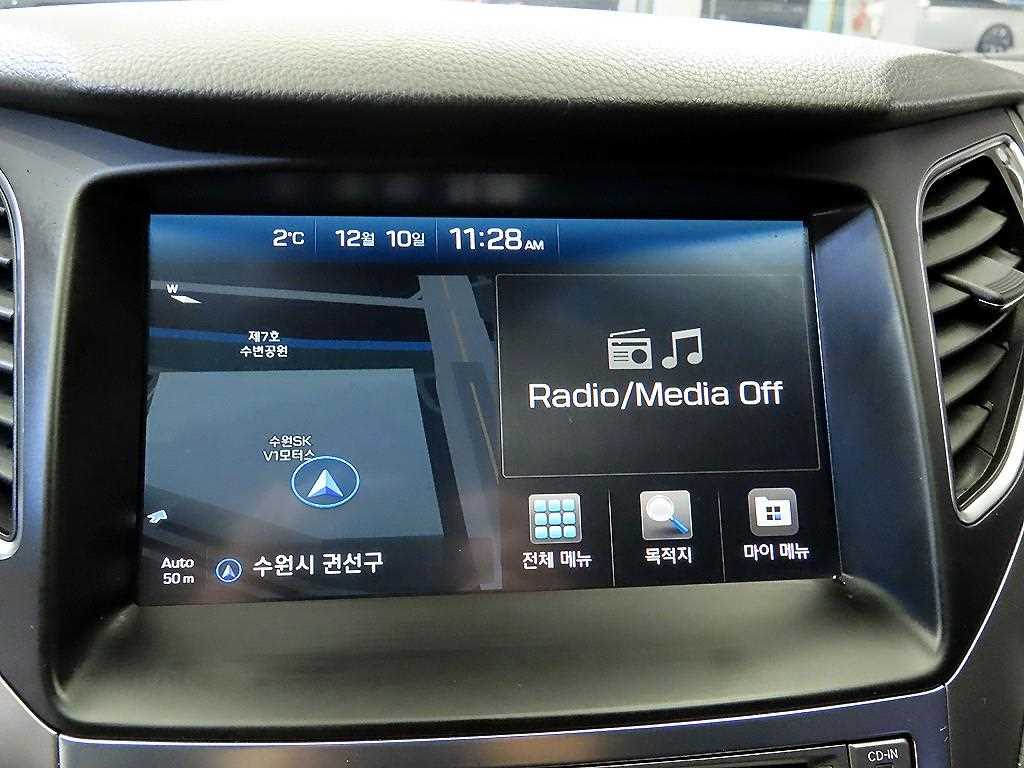 2°C 12월 10일 11:28 AM
W
제7호
수변공원
Radio/Media Off
수원SK
V1모터스
전체 메뉴 목적지 마이 메뉴
Auto
50 m
수원시 권선구
CD-IN